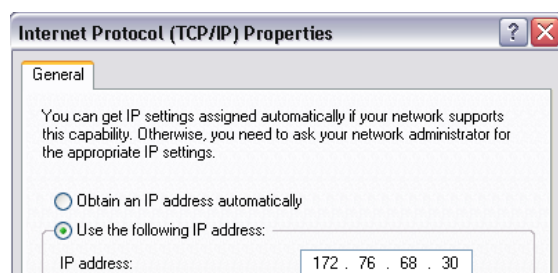 Internet Protocol (TCP/IP) Properties
General
You can get IP settings assigned automatically if your network supports
this capability. Otherwise, you need to ask your network administrator for
the appropriate IP settings.
Obtain an IP address automatically
Use the following IP address:
IP address: 172 . 76 . 68 . 30